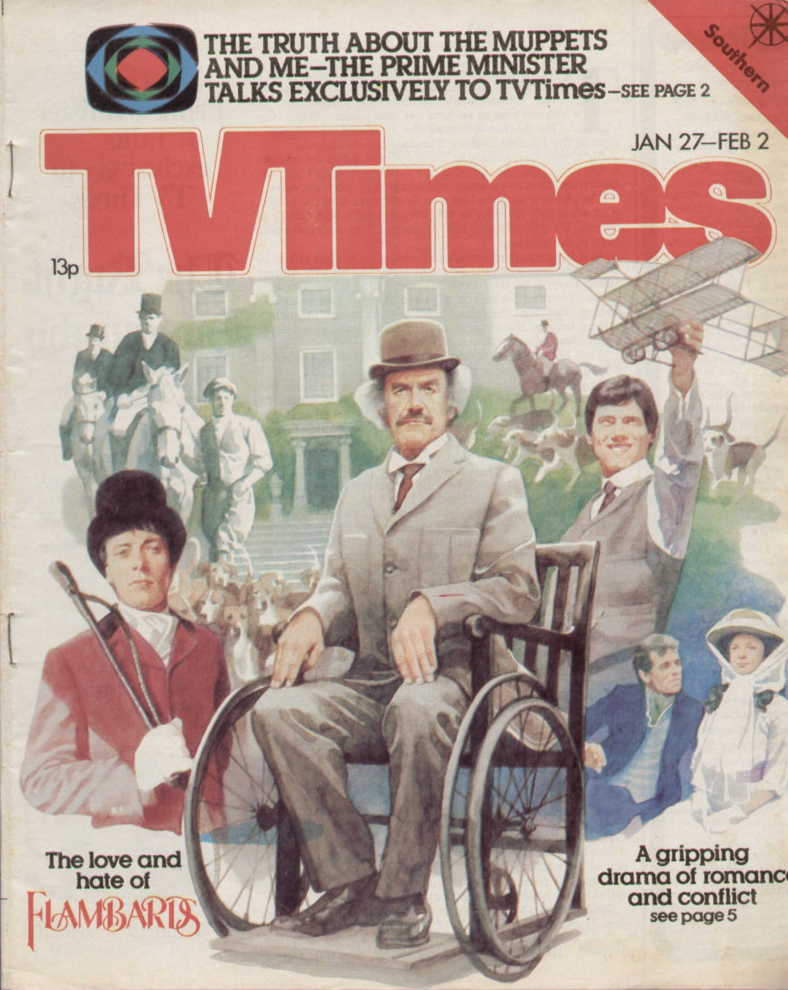 THE TRUTH ABOUT THE MUPPETS
AND ME–THE PRIME MINISTER
TALKS EXCLUSIVELY TO TVTimes–SEE PAGE 2
Southern
JAN 27–FEB 2
TVTimes
13p
The love and
hate of
FLAMBARDS
A gripping
drama of romance
and conflict
see page 5